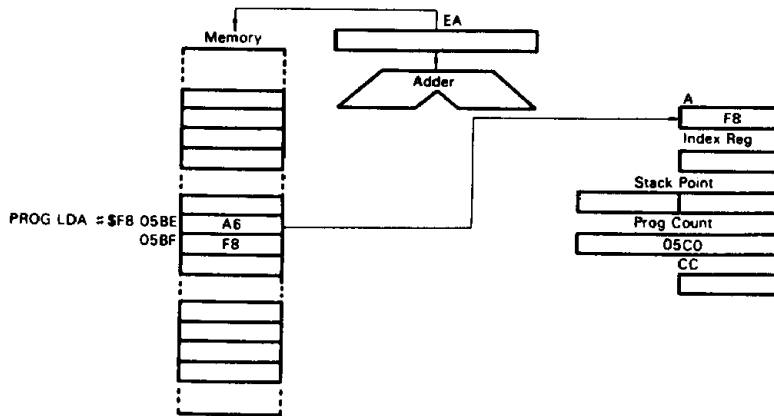 EA
Memory
Adder
A
F8
Index Reg
Stack Point
PROG LDA #$F8 05BE
A6
Prog Count
05BF
F8
05C0
CC